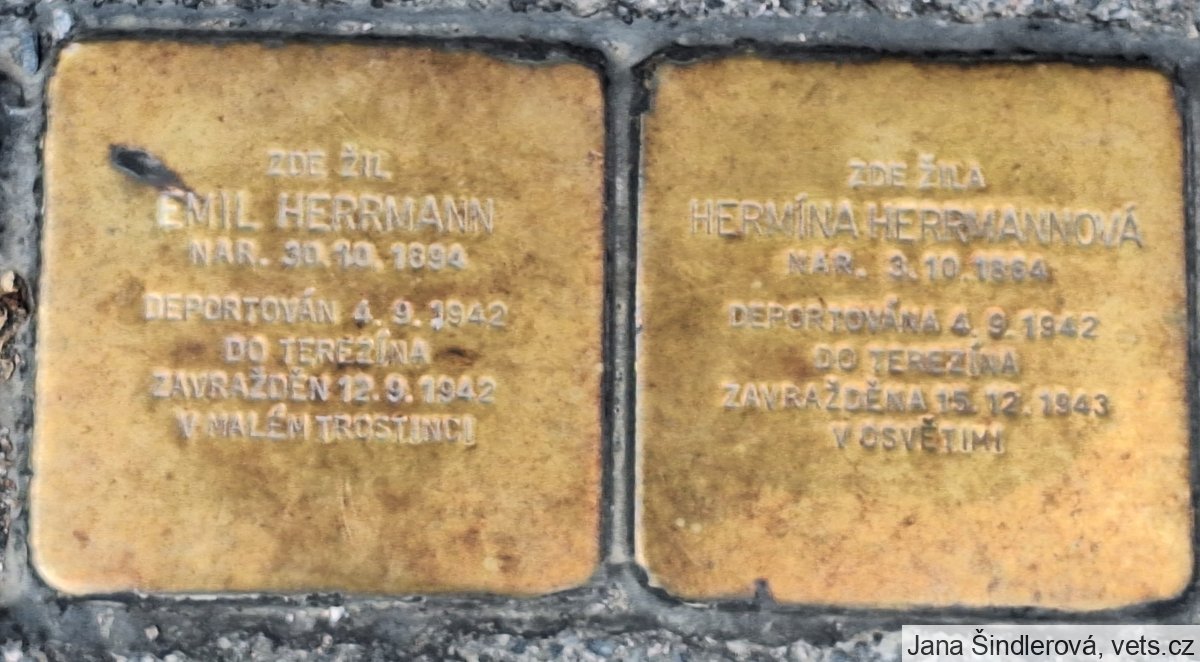 ZDE ŽIL
EMIL HERRMANN
NAR. 30.10.1894
DEPORTOVÁN 4.9.1942
DO TEREZÍNA
ZAVRAŽDĚN 12.9.1942
V MALÉM TROSTINCI
ZDE ŽILA
HERMÍNA HERRMANNOVÁ
NAR. 3.10.1864
DEPORTOVÁNA 4.9.1942
DO TEREZÍNA
ZAVRAŽDĚNA 15.12.1943
V OSVĚTIMI
Jana Šindlerová, vets.cz